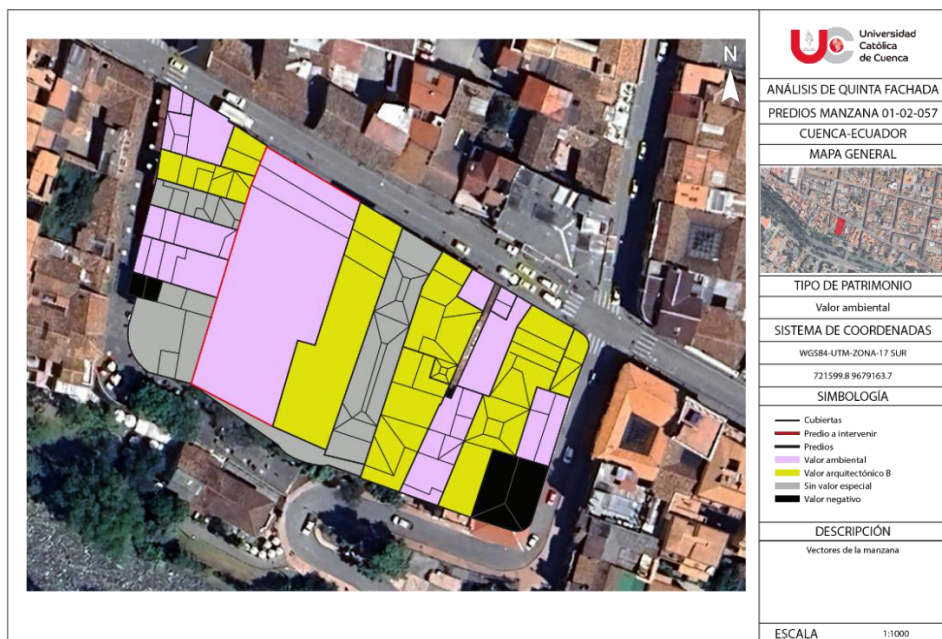 N
UC
Universidad
Católica
de Cuenca
ANÁLISIS DE QUINTA FACHADA
PREDIOS MANZANA 01-02-057
CUENCA-ECUADOR
MAPA GENERAL
TIPO DE PATRIMONIO
Valor ambiental
SISTEMA DE COORDENADAS
WGS84-UTM-ZONA-17 SUR
721599.8 9679163.7
SIMBOLOGÍA
Cubiertas
Predio a intervenir
Predios
Valor ambiental
Valor arquitectónico B
Sin valor especial
Valor negativo
DESCRIPCIÓN
Vectores de la manzana
ESCALA 1:1000